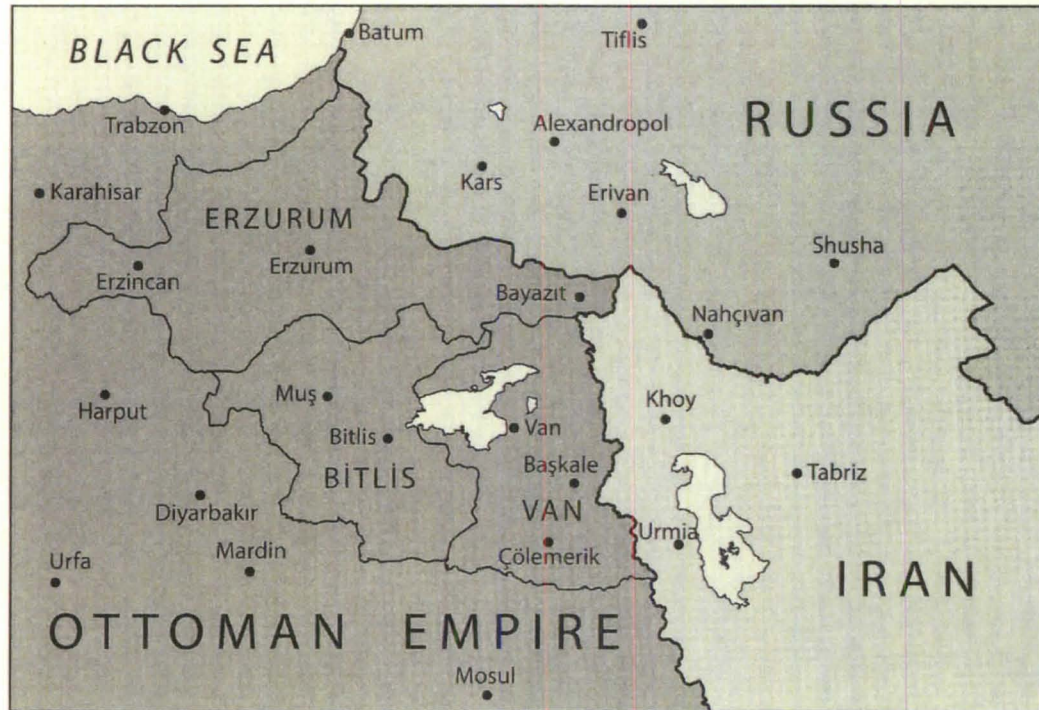 BLACK SEA
Batum
Tiflis
Trabzon
Alexandropol
RUSSIA
Kars
Karahisar
Erivan
ERZURUM
Shusha
Erzincan
Erzurum
Bayazıt
Nahçıvan
Harput
Muş
Khoy
Bitlis
Van
BİTLİS
Başkale
Tabriz
Diyarbakır
VAN
Urfa
Mardin
Çölemerik
Urmia
IRAN
OTTOMAN EMPIRE
Mosul